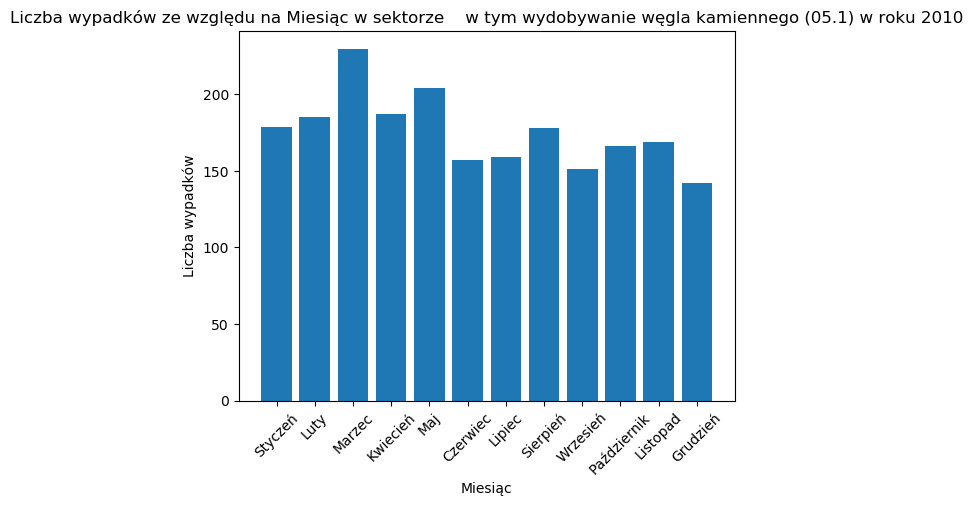 Liczba wypadków ze względu na Miesiąc w sektorze    w tym wydobywanie węgla kamiennego (05.1) w roku 2010
Liczba wypadków
200
150
100
50
0
Styczeń
Luty
Marzec
Kwiecień
Maj
Czerwiec
Lipiec
Sierpień
Wrzesień
Październik
Listopad
Grudzień
Miesiąc